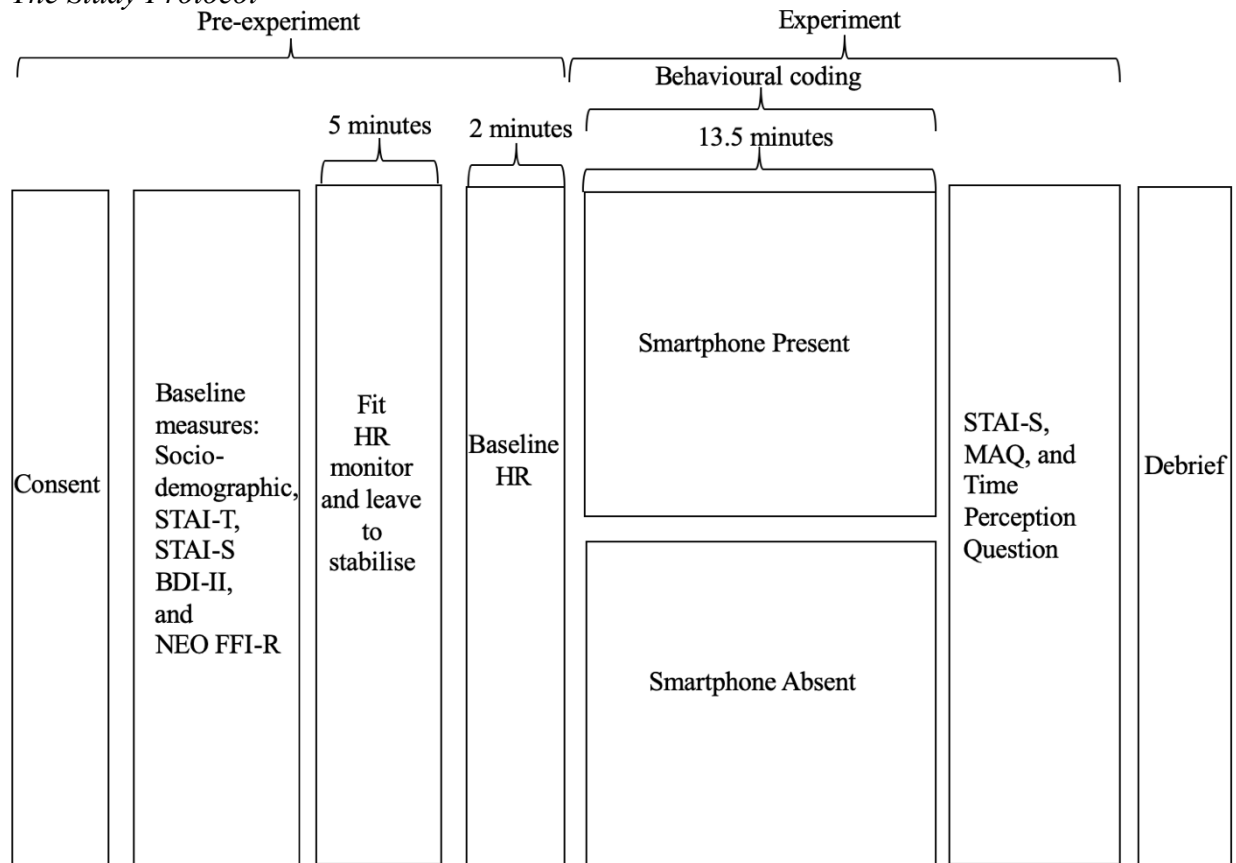 The Study Protocol
Pre-experiment
Experiment
Behavioural coding
5 minutes
2 minutes
13.5 minutes
Consent
Baseline
measures:
Socio-
demographic,
STAI-T,
STAI-S
BDI-II,
and
NEO FFI-R
Fit
HR
monitor
and leave
to
stabilise
Baseline
HR
Smartphone Present
Smartphone Absent
STAI-S,
MAQ, and
Time
Perception
Question
Debrief